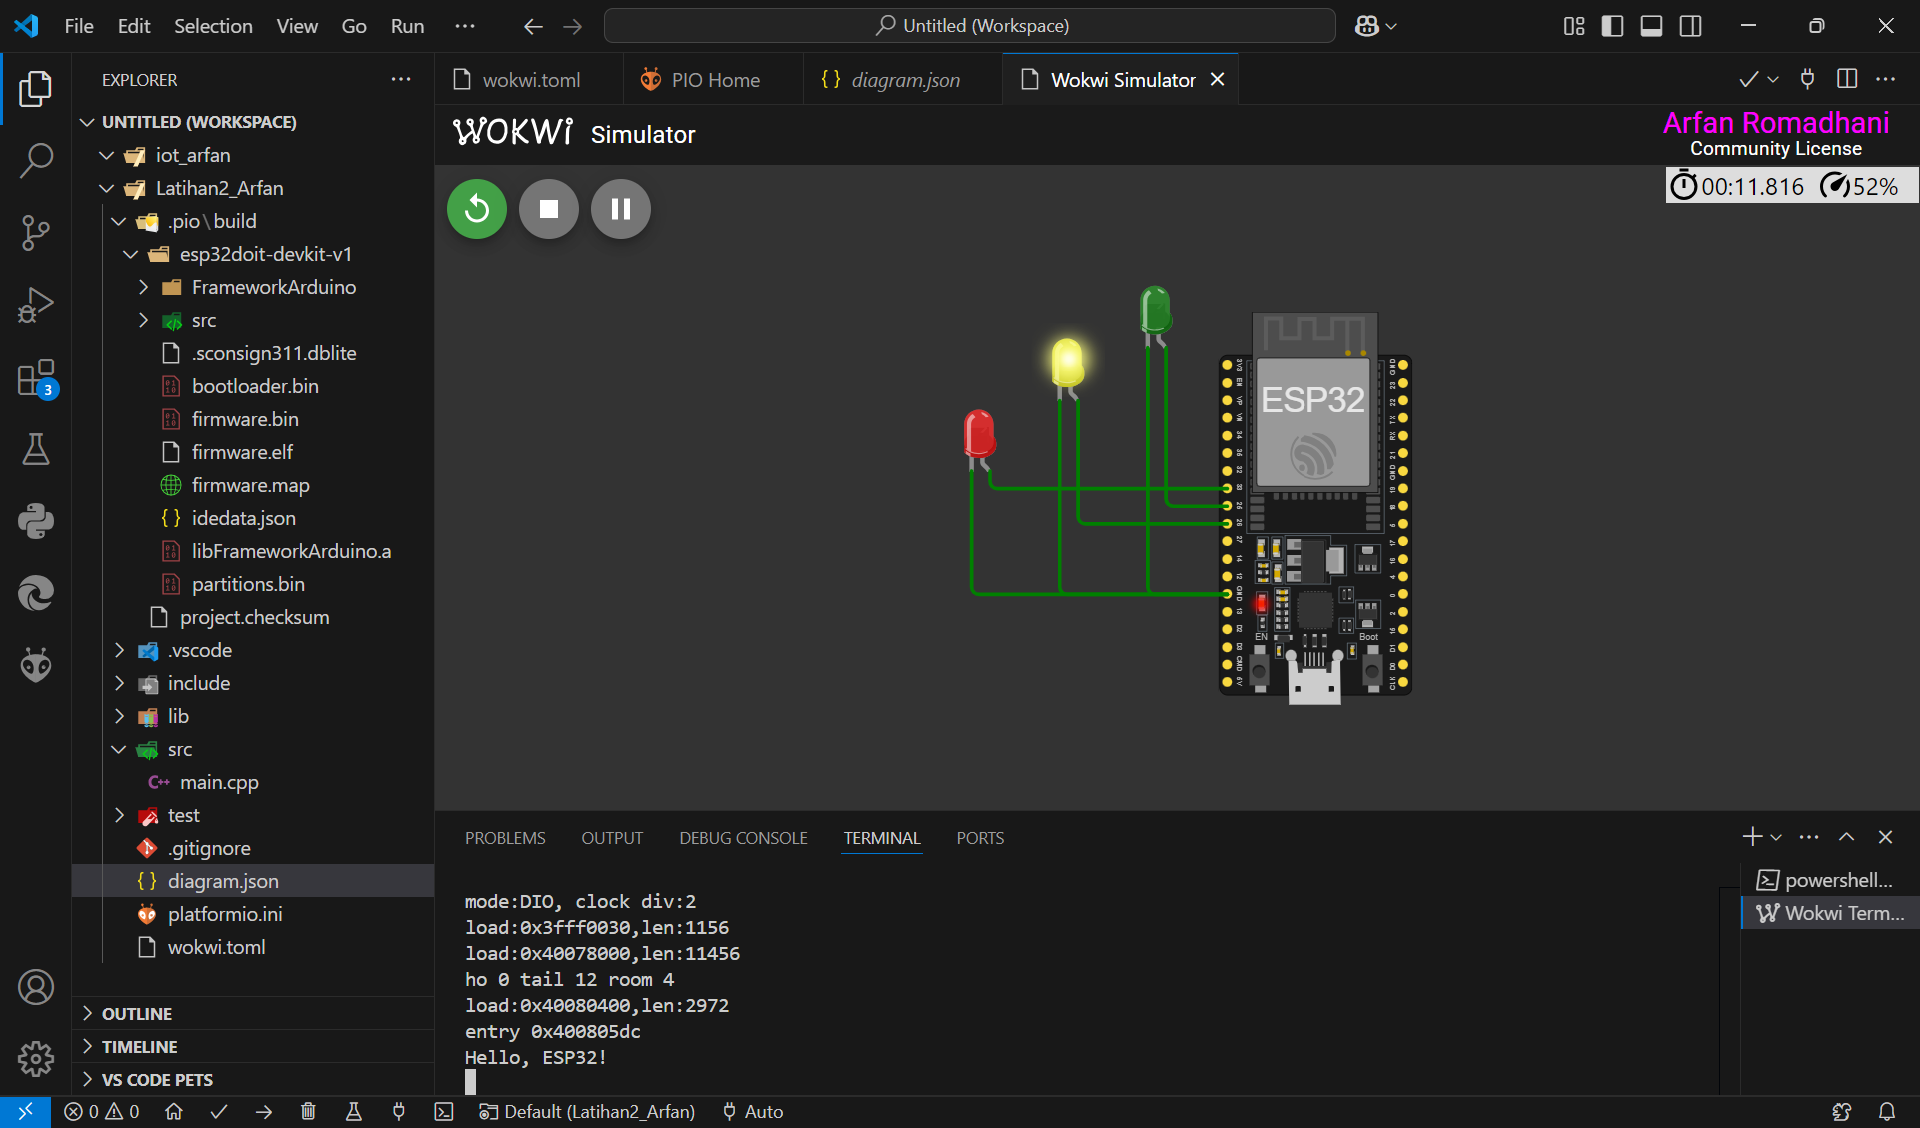 File Edit Selection View Go Run ···
Untitled (Workspace)
EXPLORER
wokwi.toml
PIO Home
diagram.json
Wokwi Simulator
UNTITLED (WORKSPACE)
iot_arfan
Latihan2_Arfan
.pio\build
esp32doit-devkit-v1
FrameworkArduino
src
.sconsign311.dblite
bootloader.bin
firmware.bin
firmware.elf
firmware.map
idedata.json
libFrameworkArduino.a
partitions.bin
project.checksum
.vscode
include
lib
src
main.cpp
test
.gitignore
diagram.json
platformio.ini
wokwi.toml
OUTLINE
TIMELINE
VS CODE PETS
3
WOKWi Simulator
Arfan Romadhani
Community License
00:11.816 52%
ESP32
EN
Boot
PROBLEMS OUTPUT DEBUG CONSOLE TERMINAL PORTS
mode:DIO, clock div:2
load:0x3fff0030,len:1156
load:0x40078000,len:11456
ho 0 tail 12 room 4
load:0x40080400,len:2972
entry 0x400805dc
Hello, ESP32!
powershell...
Wokwi Term...
0 0
Default (Latihan2_Arfan)
Auto